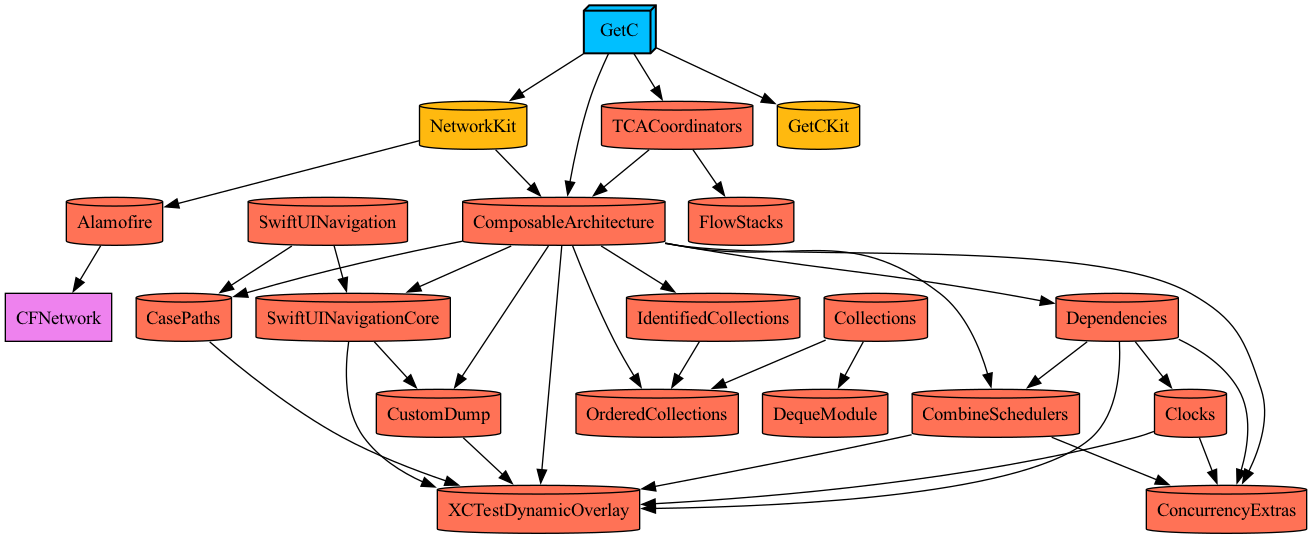 GetC
NetworkKit
TCACoordinators
GetCKit
Alamofire
SwiftUINavigation
ComposableArchitecture
FlowStacks
CFNetwork
CasePaths
SwiftUINavigationCore
IdentifiedCollections
Collections
Dependencies
CustomDump
OrderedCollections
DequeModule
CombineSchedulers
Clocks
XCTestDynamicOverlay
ConcurrencyExtras